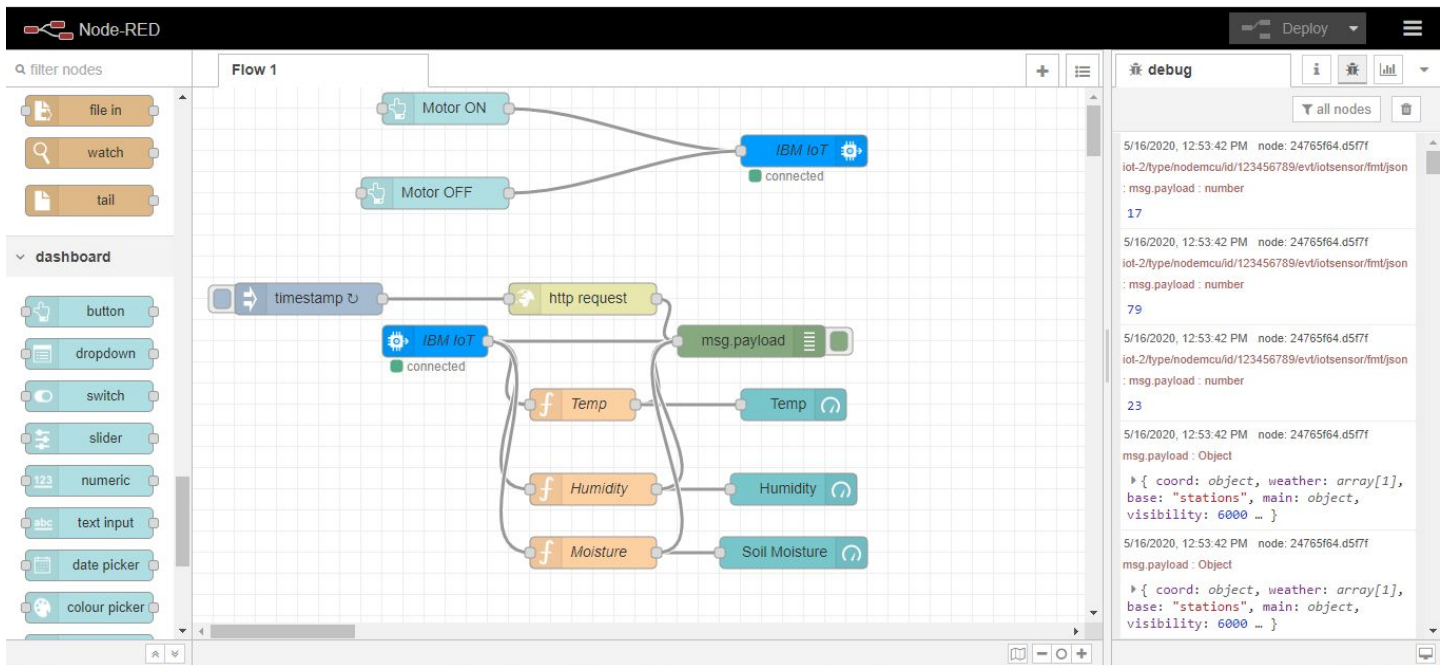 Node-RED
Deploy
filter nodes
file in
watch
tail
dashboard
button
dropdown
switch
slider
123
numeric
abc
text input
date picker
colour picker
Flow 1
Motor ON
IBM IoT
connected
Motor OFF
timestamp ↻
http request
IBM IoT
connected
msg.payload
f
Temp
Temp
f
Humidity
Humidity
f
Moisture
Soil Moisture
debug
i
all nodes
5/16/2020, 12:53:42 PM node: 24765f64.d5f7f
iot-2/type/nodemcu/id/123456789/evt/iotsensor/fmt/json
: msg.payload : number
17
5/16/2020, 12:53:42 PM node: 24765f64.d5f7f
iot-2/type/nodemcu/id/123456789/evt/iotsensor/fmt/json
: msg.payload : number
79
5/16/2020, 12:53:42 PM node: 24765f64.d5f7f
iot-2/type/nodemcu/id/123456789/evt/iotsensor/fmt/json
: msg.payload : number
23
5/16/2020, 12:53:42 PM node: 24765f64.d5f7f
msg.payload : Object
{ coord: object, weather: array[1],
base: "stations", main: object,
visibility: 6000 … }
5/16/2020, 12:53:42 PM node: 24765f64.d5f7f
msg.payload : Object
{ coord: object, weather: array[1],
base: "stations", main: object,
visibility: 6000 … }